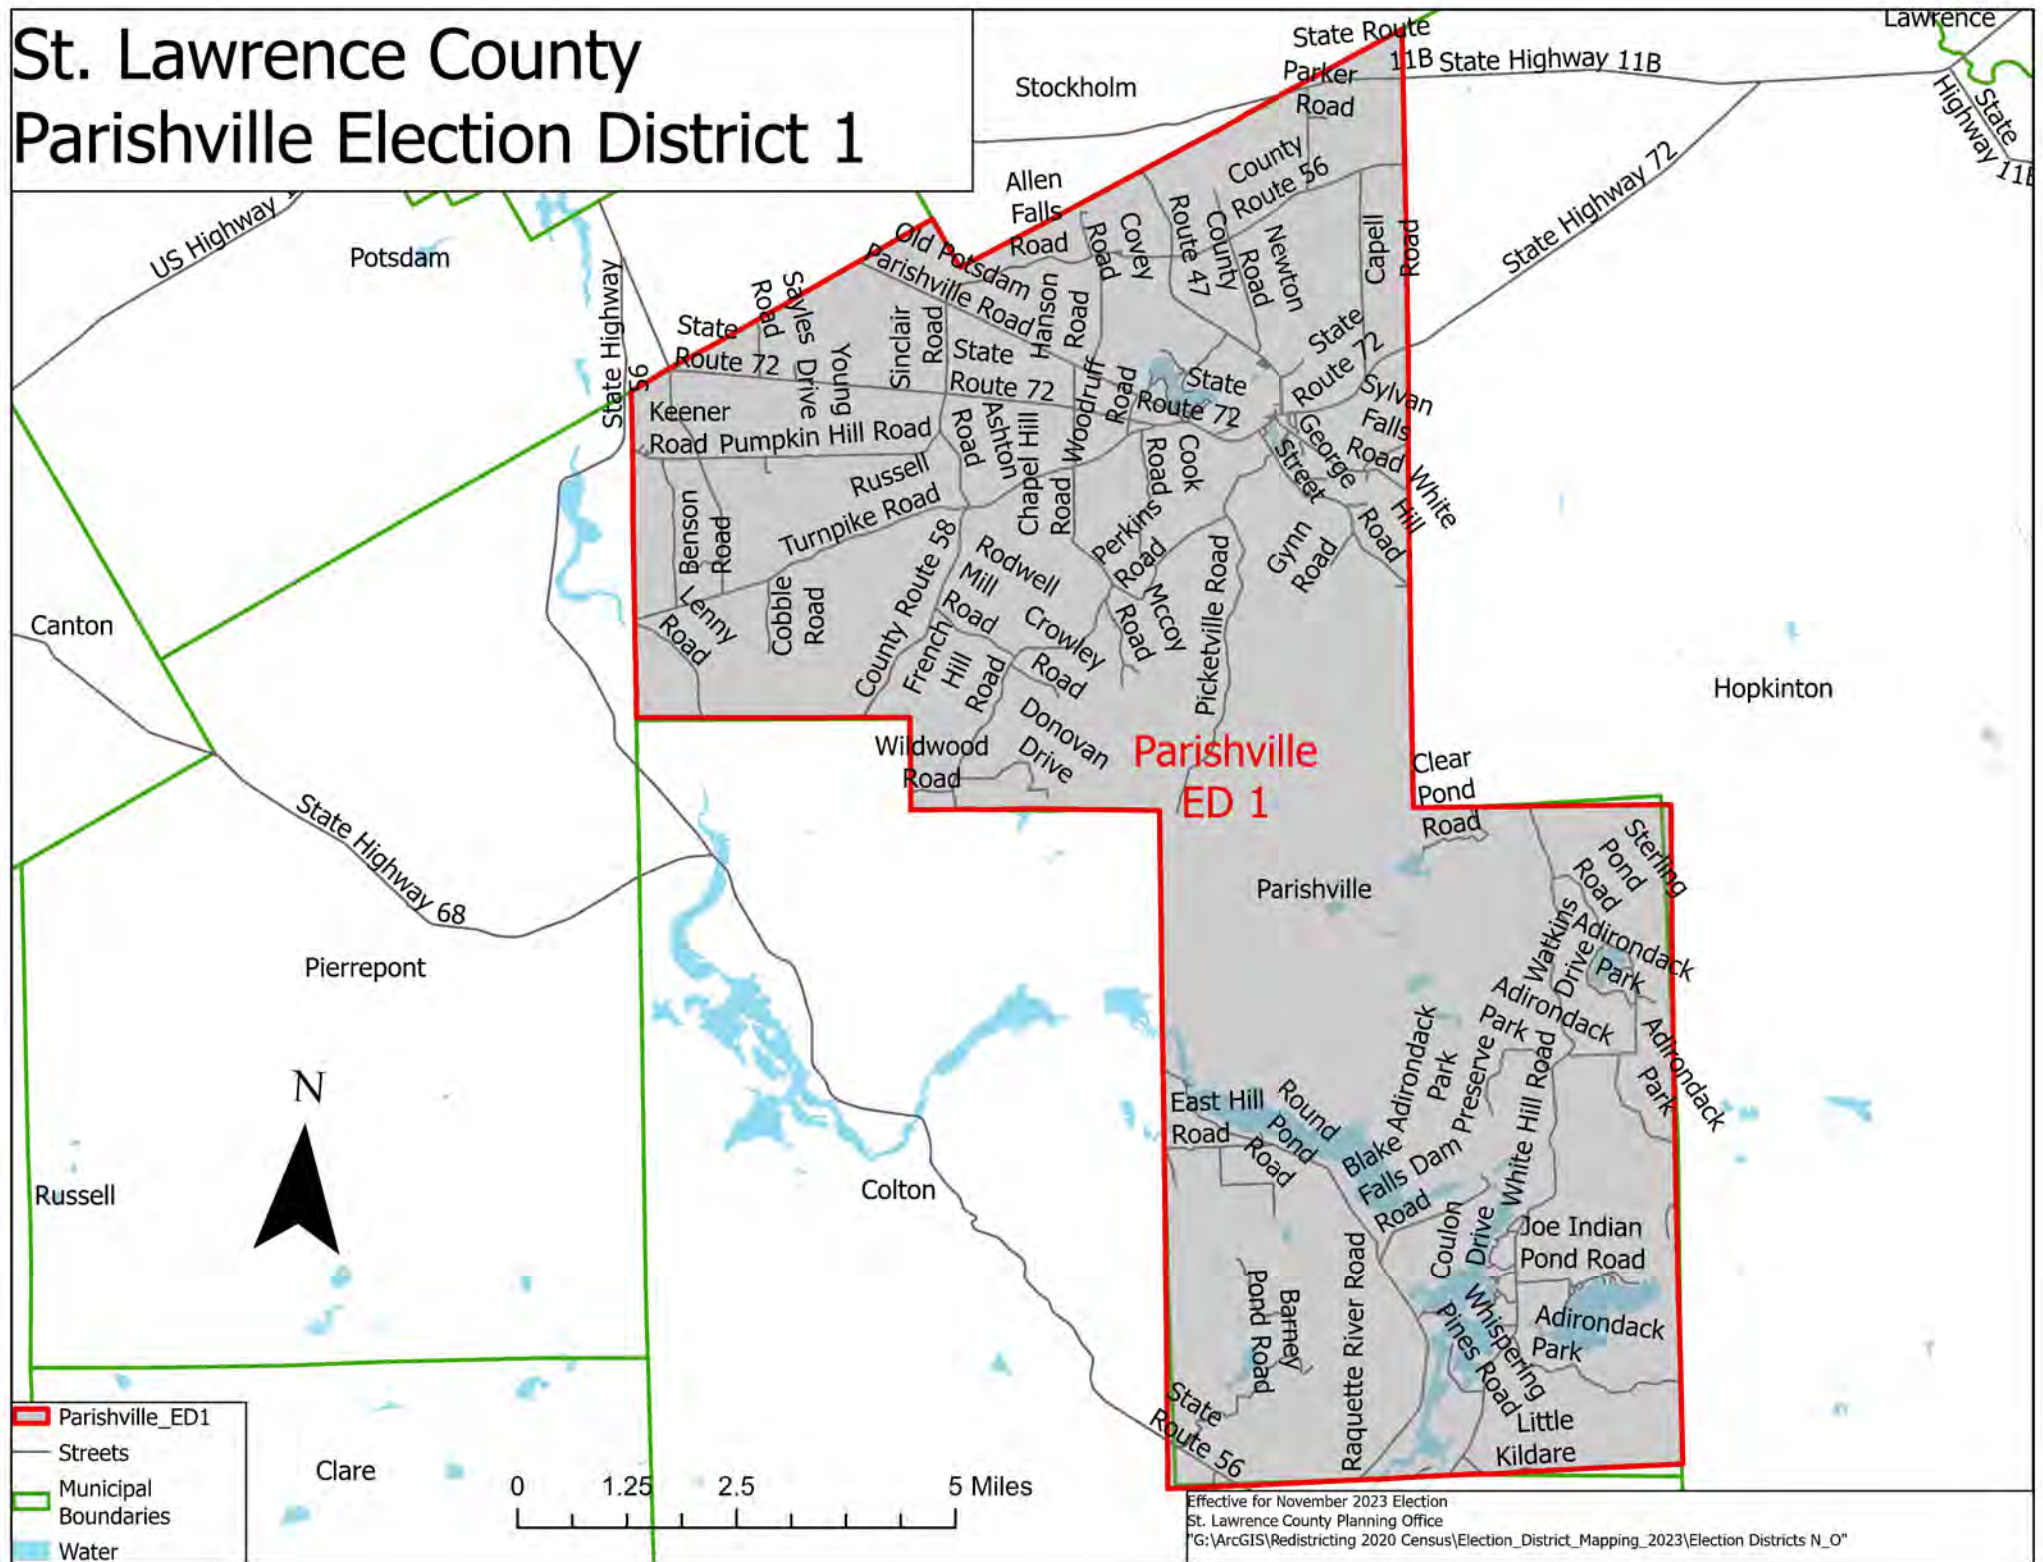 St. Lawrence County
Parishville Election District 1
Lawrence
State Route
11B
State Highway 11B
Stockholm
Parker
Road
State
Highway 11B
County
Route 56
State Highway 72
Allen
Falls
Road
US Highway
Potsdam
Old Potsdam
Parishville Road
Covey
Road
Route 47
County
Newton
Road
Capell
Road
State Highway
56
Sayles
Road
State
Route 72
Young
Drive
Sinclair
Road
Hanson
Road
State
Route 72
State
Route 72
State
Route 72
Woodruff
Road
Sylvan
Falls
Road
Keener
Road
Pumpkin Hill Road
Ashton
Road
Chapel Hill
Road
Cook
Road
George
Street
White
Hill
Road
Russell
Turnpike Road
Benson
Road
Perkins
Road
Gynn
Road
Rodwell
Mill
Road
County Route 58
Picketville Road
Mccoy
Road
Canton
Lenny
Road
Cobble
Road
Crowley
Road
French
Hill
Road
Hopkinton
Donovan
Drive
Wildwood
Road
Parishville
ED 1
Clear
Pond
Road
State Highway 68
Parishville
Sterling
Pond
Road
Watkins
Drive
Adirondack
Park
Pierrepont
Adirondack
Park
Adirondack
Park
Adirondack
Park
Preserve
White Hill Road
N
East Hill
Road
Round
Pond
Road
Blake
Falls Dam
Road
Russell
Colton
Coulon
Drive
Joe Indian
Pond Road
Raquette River Road
Barney
Pond Road
Whispering
Pines Road
Adirondack
Park
State
Route 56
Little
Kildare
Clare
Parishville_ED1
Streets
Municipal
Boundaries
Water
0 1.25 2.5 5 Miles
Effective for November 2023 Election
St. Lawrence County Planning Office
"G:\ArcGIS\Redistricting 2020 Census\Election_District_Mapping_2023\Election Districts N_O"